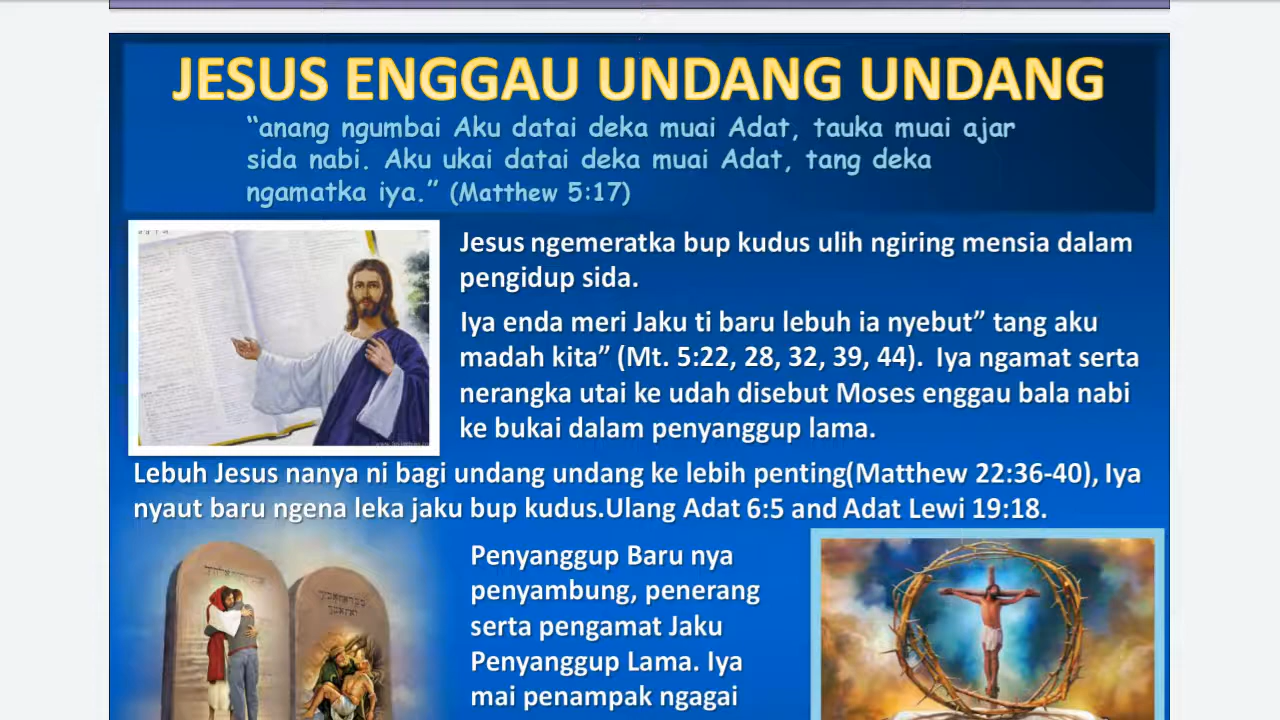 JESUS ENGGAU UNDANG UNDANG
“anang ngumbai Aku datai deka muai Adat, tauka muai ajar
sida nabi. Aku ukai datai deka muai Adat, tang deka
ngamatka iya.” (Matthew 5:17)
Jesus ngemeratka bup kudus ulih ngiring mensia dalam
pengidup sida.
Iya enda meri Jaku ti baru lebuh ia nyebut” tang aku
madah kita” (Mt. 5:22, 28, 32, 39, 44).  Iya ngamat serta
nerangka utai ke udah disebut Moses enggau bala nabi
ke bukai dalam penyanggup lama.
Lebuh Jesus nanya ni bagi undang undang ke lebih penting(Matthew 22:36-40), Iya
nyaut baru ngena leka jaku bup kudus.Ulang Adat 6:5 and Adat Lewi 19:18.
Penyanggup Baru nya
penyambung, penerang
serta pengamat Jaku
Penyanggup Lama. Iya
mai penampak ngagai